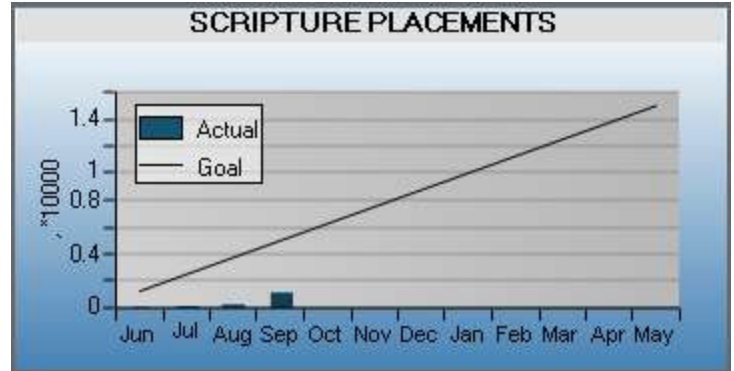 SCRIPTURE PLACEMENTS
1.4
1
0.8
0.4
0
, *10000
Actual
Goal
Jun Jul Aug Sep Oct Nov Dec Jan Feb Mar Apr May